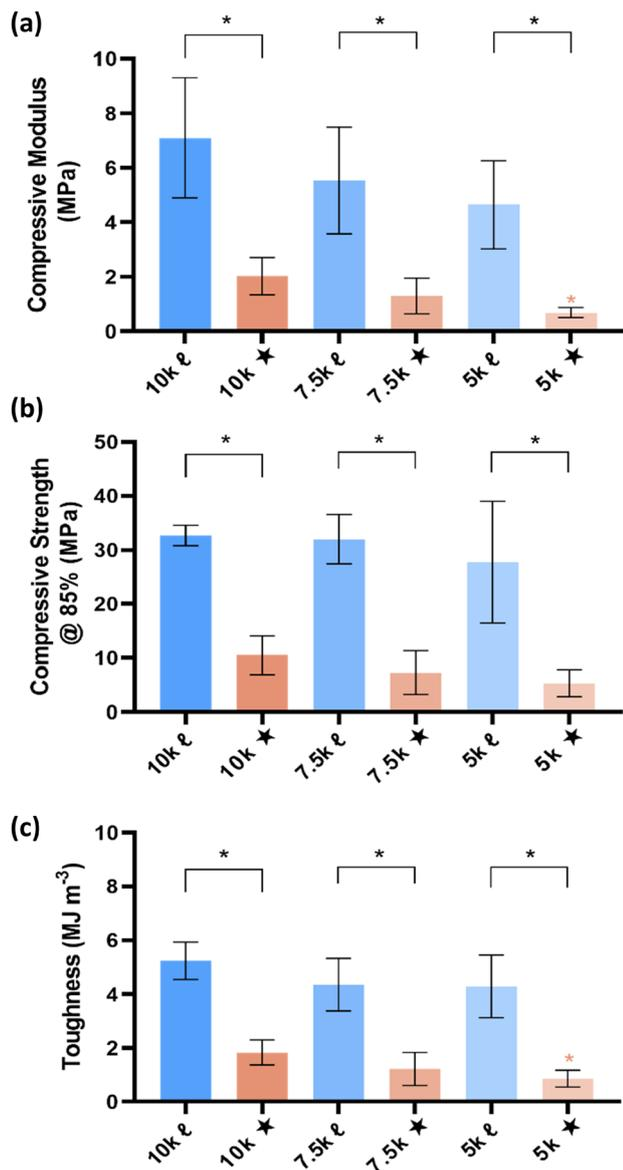 (a)
Compressive Modulus
(MPa)
10
8
6
4
2
0
*
*
*
*
10k ℓ
10k ★
7.5k ℓ
7.5k ★
5k ℓ
5k ★
(b)
Compressive Strength
@ 85% (MPa)
50
40
30
20
10
0
*
*
*
10k ℓ
10k ★
7.5k ℓ
7.5k ★
5k ℓ
5k ★
(c)
Toughness (MJ m⁻³)
10
8
6
4
2
0
*
*
*
*
10k ℓ
10k ★
7.5k ℓ
7.5k ★
5k ℓ
5k ★